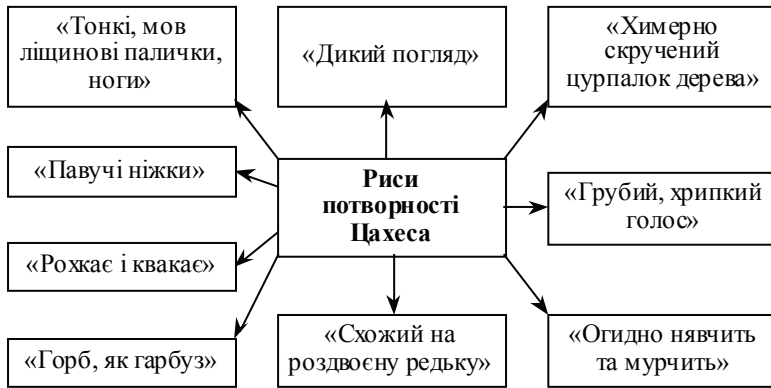 «Тонкі, мов
ліщинові палички,
ноги»
«Дикий погляд»
«Химерно
скручений
цурпалок дерева»
«Павучі ніжки»
Риси
потворності
Цахеса
«Грубий, хрипкий
голос»
«Рохкає і квакає»
«Горб, як гарбуз»
«Схожий на
роздвоєну редьку»
«Огидно нявчить
та мурчить»